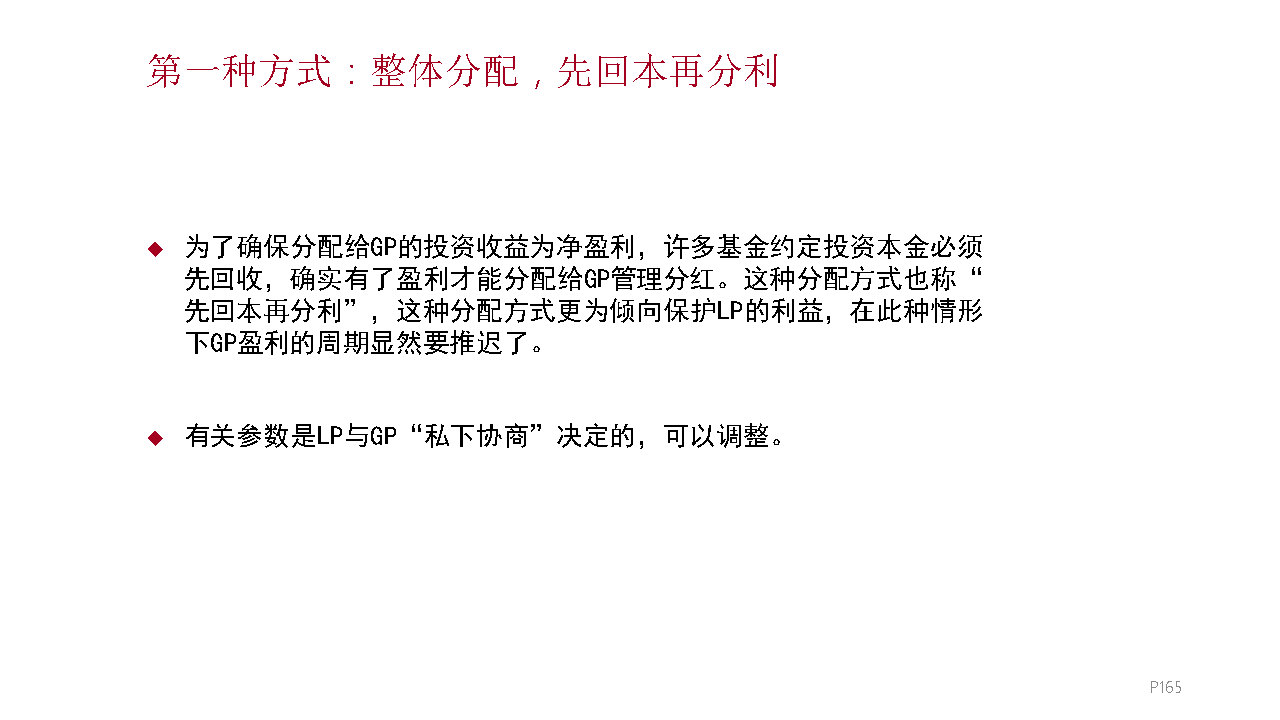 第一种方式：整体分配，先回本再分利
◆ 为了确保分配给GP的投资收益为净盈利，许多基金约定投资本金必须
先回收，确实有了盈利才能分配给GP管理分红。这种分配方式也称“
先回本再分利”，这种分配方式更为倾向保护LP的利益，在此种情形
下GP盈利的周期显然要推迟了。
◆ 有关参数是LP与GP“私下协商”决定的，可以调整。
P165